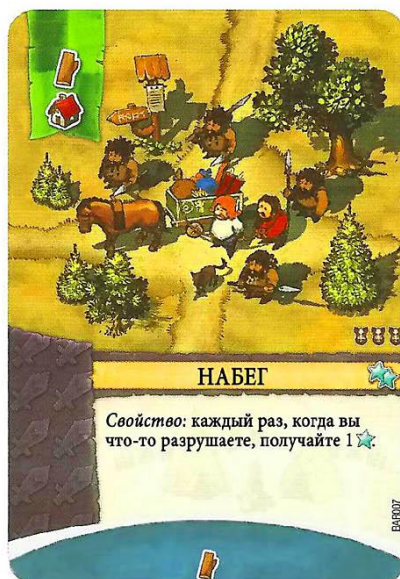 НАБЕГ
Свойство: каждый раз, когда вы
что-то разрушаете, получайте 1
BAR007